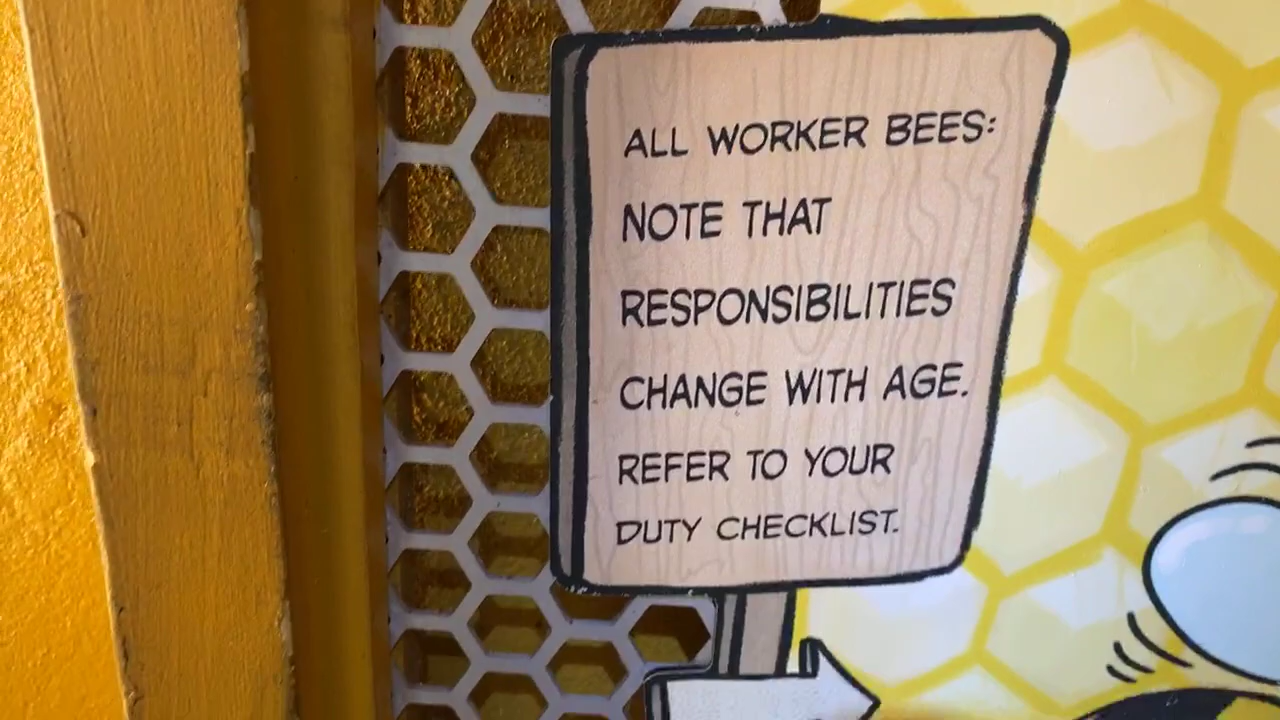 ALL WORKER BEES:
NOTE THAT
RESPONSIBILITIES
CHANGE WITH AGE.
REFER TO YOUR
DUTY CHECKLIST.